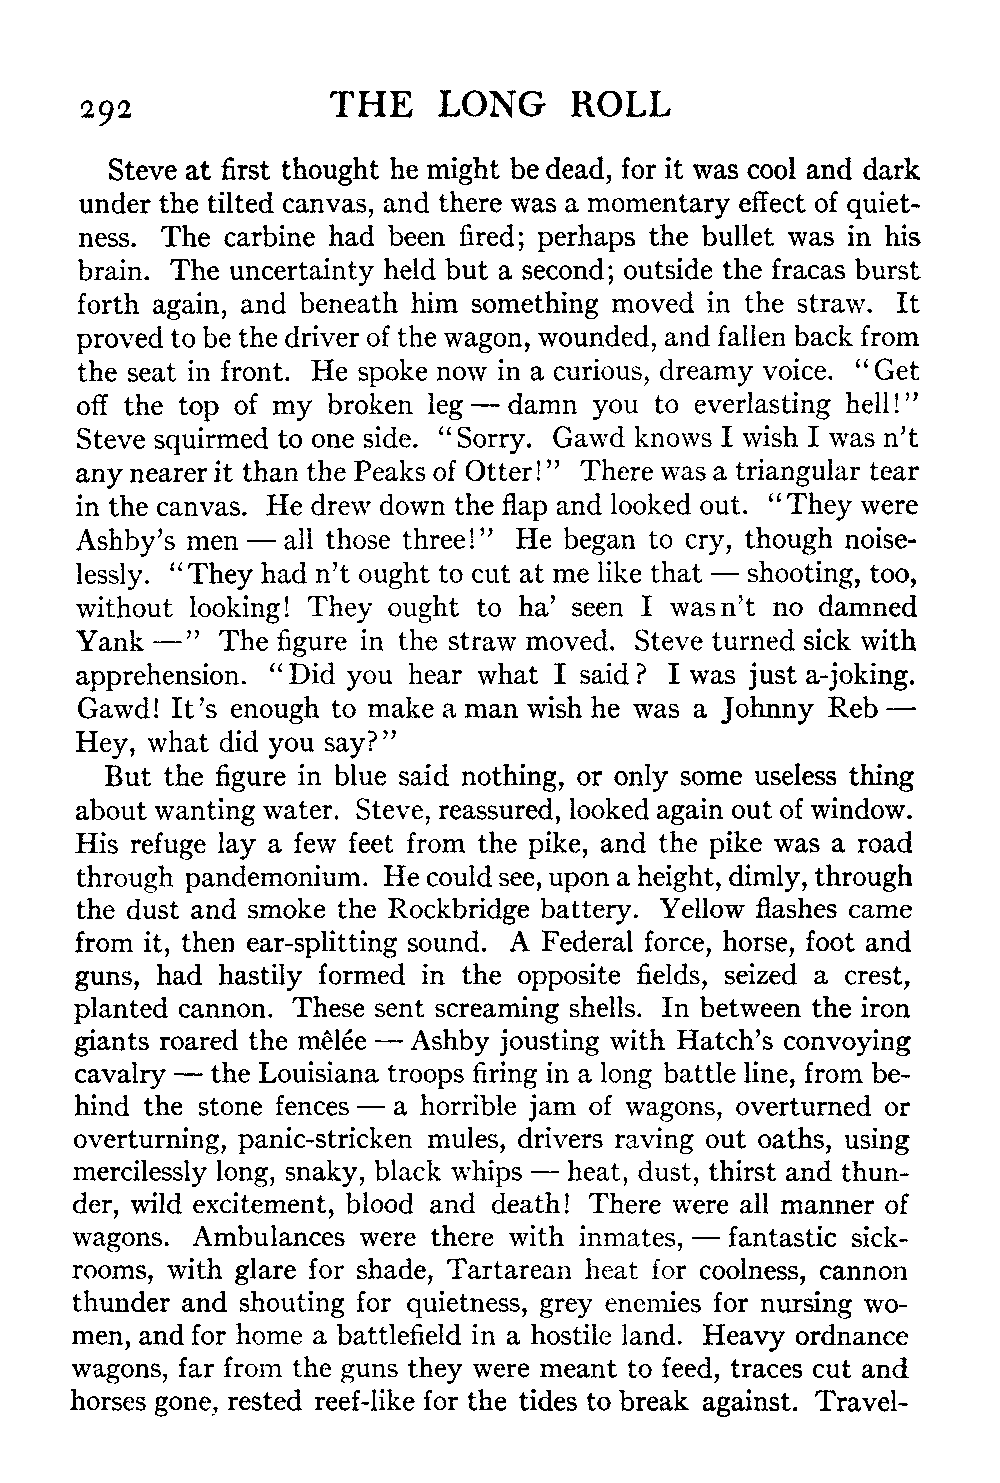 292 THE LONG ROLL
Steve at first thought he might be dead, for it was cool and dark
under the tilted canvas, and there was a momentary effect of quiet-
ness. The carbine had been fired; perhaps the bullet was in his
brain. The uncertainty held but a second; outside the fracas burst
forth again, and beneath him something moved in the straw. It
proved to be the driver of the wagon, wounded, and fallen back from
the seat in front. He spoke now in a curious, dreamy voice. "Get
off the top of my broken leg — damn you to everlasting hell!"
Steve squirmed to one side. "Sorry. Gawd knows I wish I was n't
any nearer it than the Peaks of Otter!" There was a triangular tear
in the canvas. He drew down the flap and looked out. "They were
Ashby's men — all those three!" He began to cry, though noise-
lessly. "They had n't ought to cut at me like that — shooting, too,
without looking! They ought to ha' seen I was n't no damned
Yank —" The figure in the straw moved. Steve turned sick with
apprehension. "Did you hear what I said? I was just a-joking.
Gawd! It's enough to make a man wish he was a Johnny Reb —
Hey, what did you say?"
But the figure in blue said nothing, or only some useless thing
about wanting water. Steve, reassured, looked again out of window.
His refuge lay a few feet from the pike, and the pike was a road
through pandemonium. He could see, upon a height, dimly, through
the dust and smoke the Rockbridge battery. Yellow flashes came
from it, then ear-splitting sound. A Federal force, horse, foot and
guns, had hastily formed in the opposite fields, seized a crest,
planted cannon. These sent screaming shells. In between the iron
giants roared the mêlée — Ashby jousting with Hatch's convoying
cavalry — the Louisiana troops firing in a long battle line, from be-
hind the stone fences — a horrible jam of wagons, overturned or
overturning, panic-stricken mules, drivers raving out oaths, using
mercilessly long, snaky, black whips — heat, dust, thirst and thun-
der, wild excitement, blood and death! There were all manner of
wagons. Ambulances were there with inmates, — fantastic sick-
rooms, with glare for shade, Tartarean heat for coolness, cannon
thunder and shouting for quietness, grey enemies for nursing wo-
men, and for home a battlefield in a hostile land. Heavy ordnance
wagons, far from the guns they were meant to feed, traces cut and
horses gone, rested reef-like for the tides to break against. Travel-